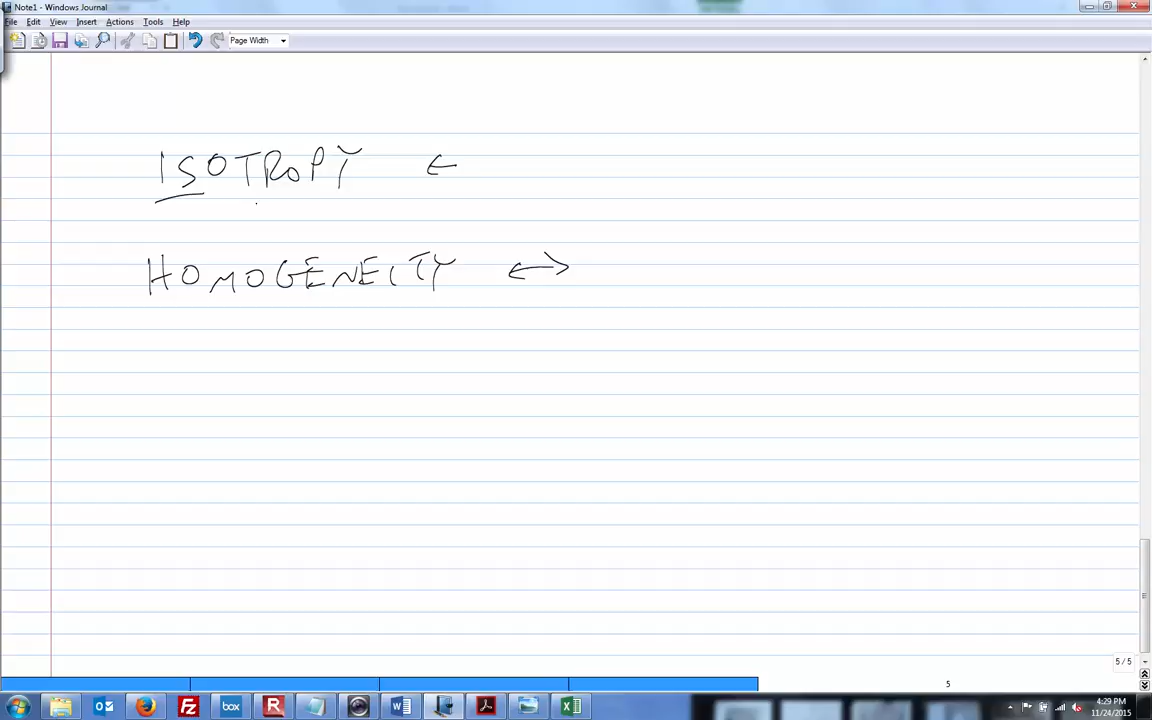 Note1 - Windows Journal
File Edit View Insert Actions Tools Help
Page Width
ISOTROPY ←
HOMOGENEITY ↔
5 / 5
5
4:29 PM
11/24/2015